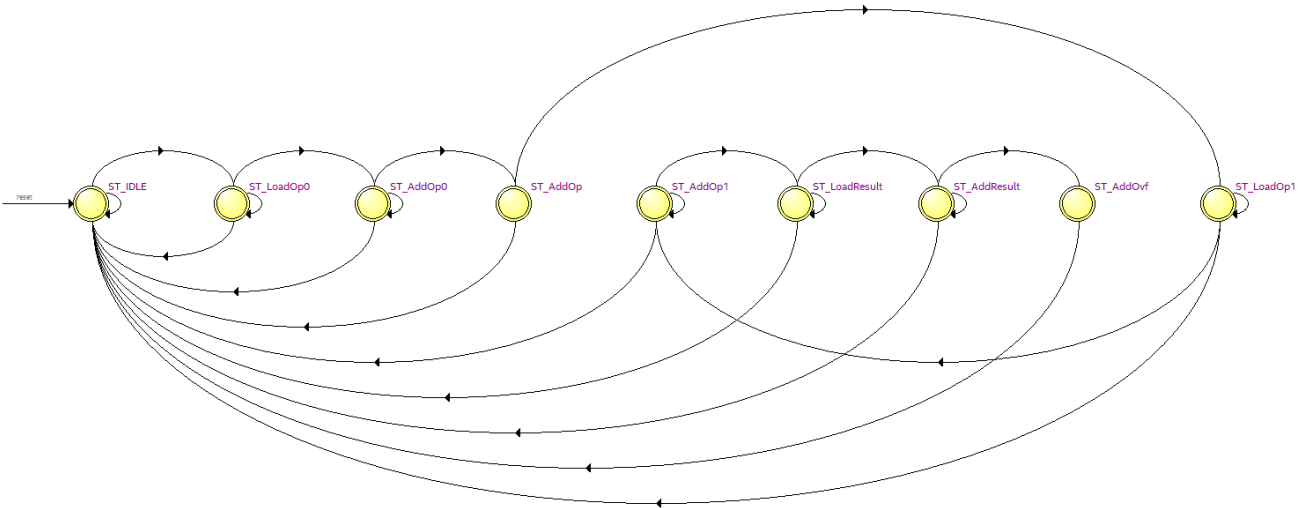 ST_IDLE
ST_LoadOp0
ST_AddOp0
ST_AddOp
ST_AddOp1
ST_LoadResult
ST_AddResult
ST_AddOvf
ST_LoadOp1
reset